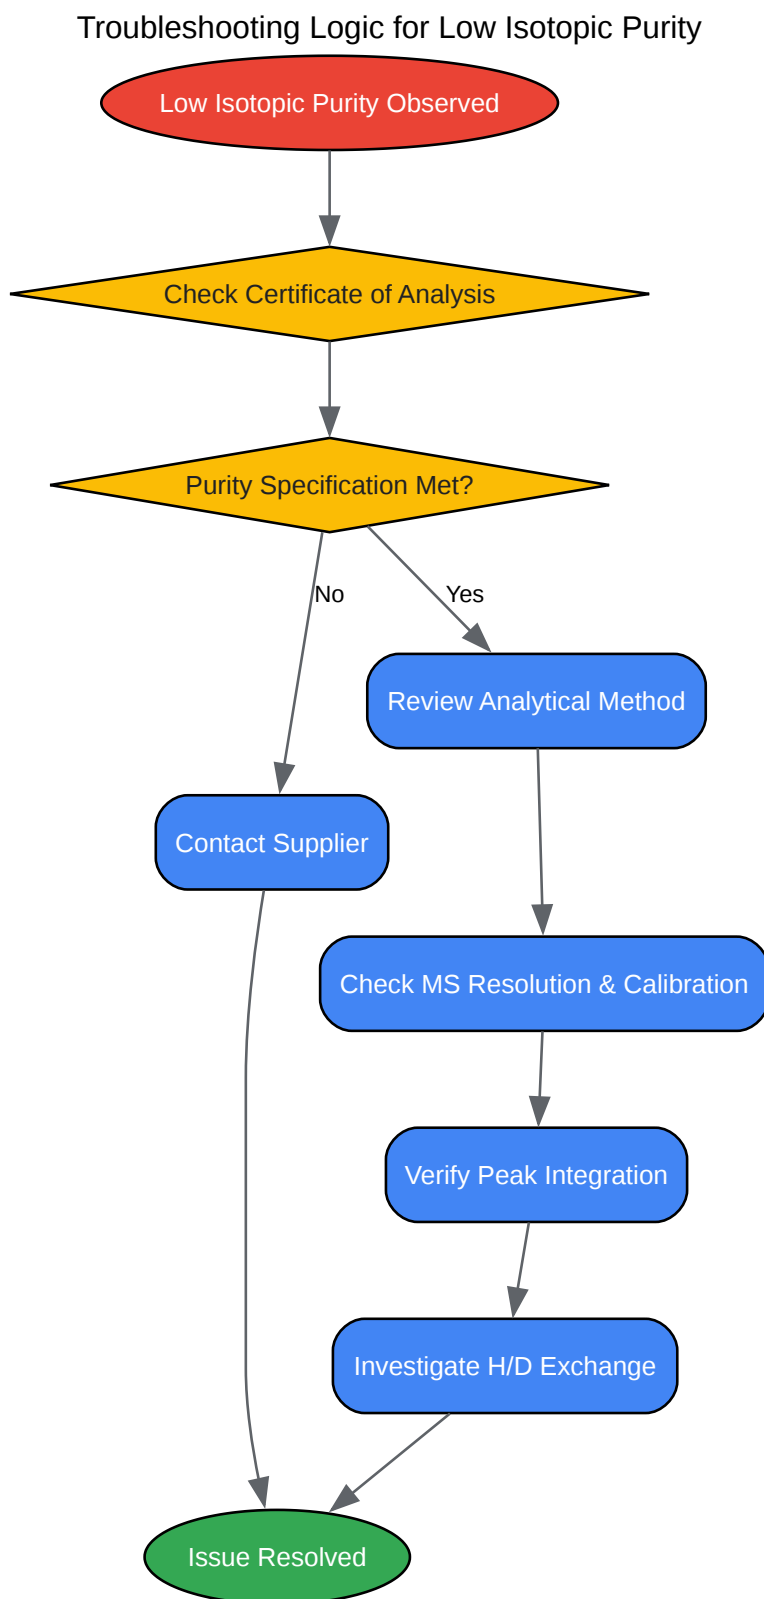 Troubleshooting Logic for Low Isotopic Purity
Low Isotopic Purity Observed
Check Certificate of Analysis
Purity Specification Met?
No
Yes
Review Analytical Method
Contact Supplier
Check MS Resolution & Calibration
Verify Peak Integration
Investigate H/D Exchange
Issue Resolved